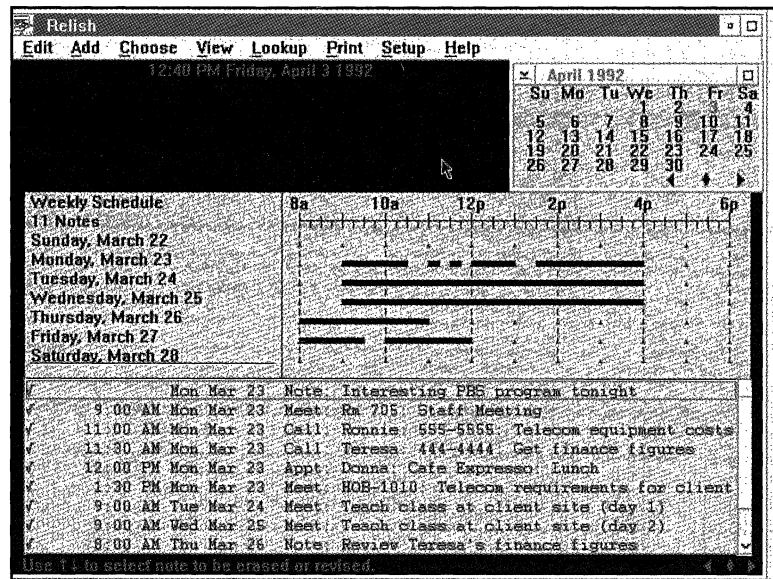 Relish
Edit Add Choose View Lookup Print Setup Help
12:40 PM Friday, April 3 1992
April 1992
Su Mo Tu We Th Fr Sa
1 2 3 4
5 6 7 8 9 10 11
12 13 14 15 16 17 18
19 20 21 22 23 24 25
26 27 28 29 30
Weekly Schedule
8a 10a 12p 2p 4p 6p
11 Notes
Sunday, March 22
Monday, March 23
Tuesday, March 24
Wednesday, March 25
Thursday, March 26
Friday, March 27
Saturday, March 28
√ Mon Mar 23 Note: Interesting PBS program tonight
√ 9:00 AM Mon Mar 23 Meet: Rm 705: Staff Meeting
√ 11:00 AM Mon Mar 23 Call: Ronnie: 555-5555: Telecom equipment costs
√ 11:30 AM Mon Mar 23 Call: Teresa: 444-4444: Get finance figures
√ 12:00 PM Mon Mar 23 Appt: Donna: Cafe Expresso: Lunch
√ 1:30 PM Mon Mar 23 Meet: HOB-1010: Telecom requirements for client
√ 9:00 AM Tue Mar 24 Meet: Teach class at client site (day 1)
√ 9:00 AM Wed Mar 25 Meet: Teach class at client site (day 2)
√ 8:00 AM Thu Mar 26 Note: Review Teresa's finance figures
Use ↑↓ to select note to be erased or revised.